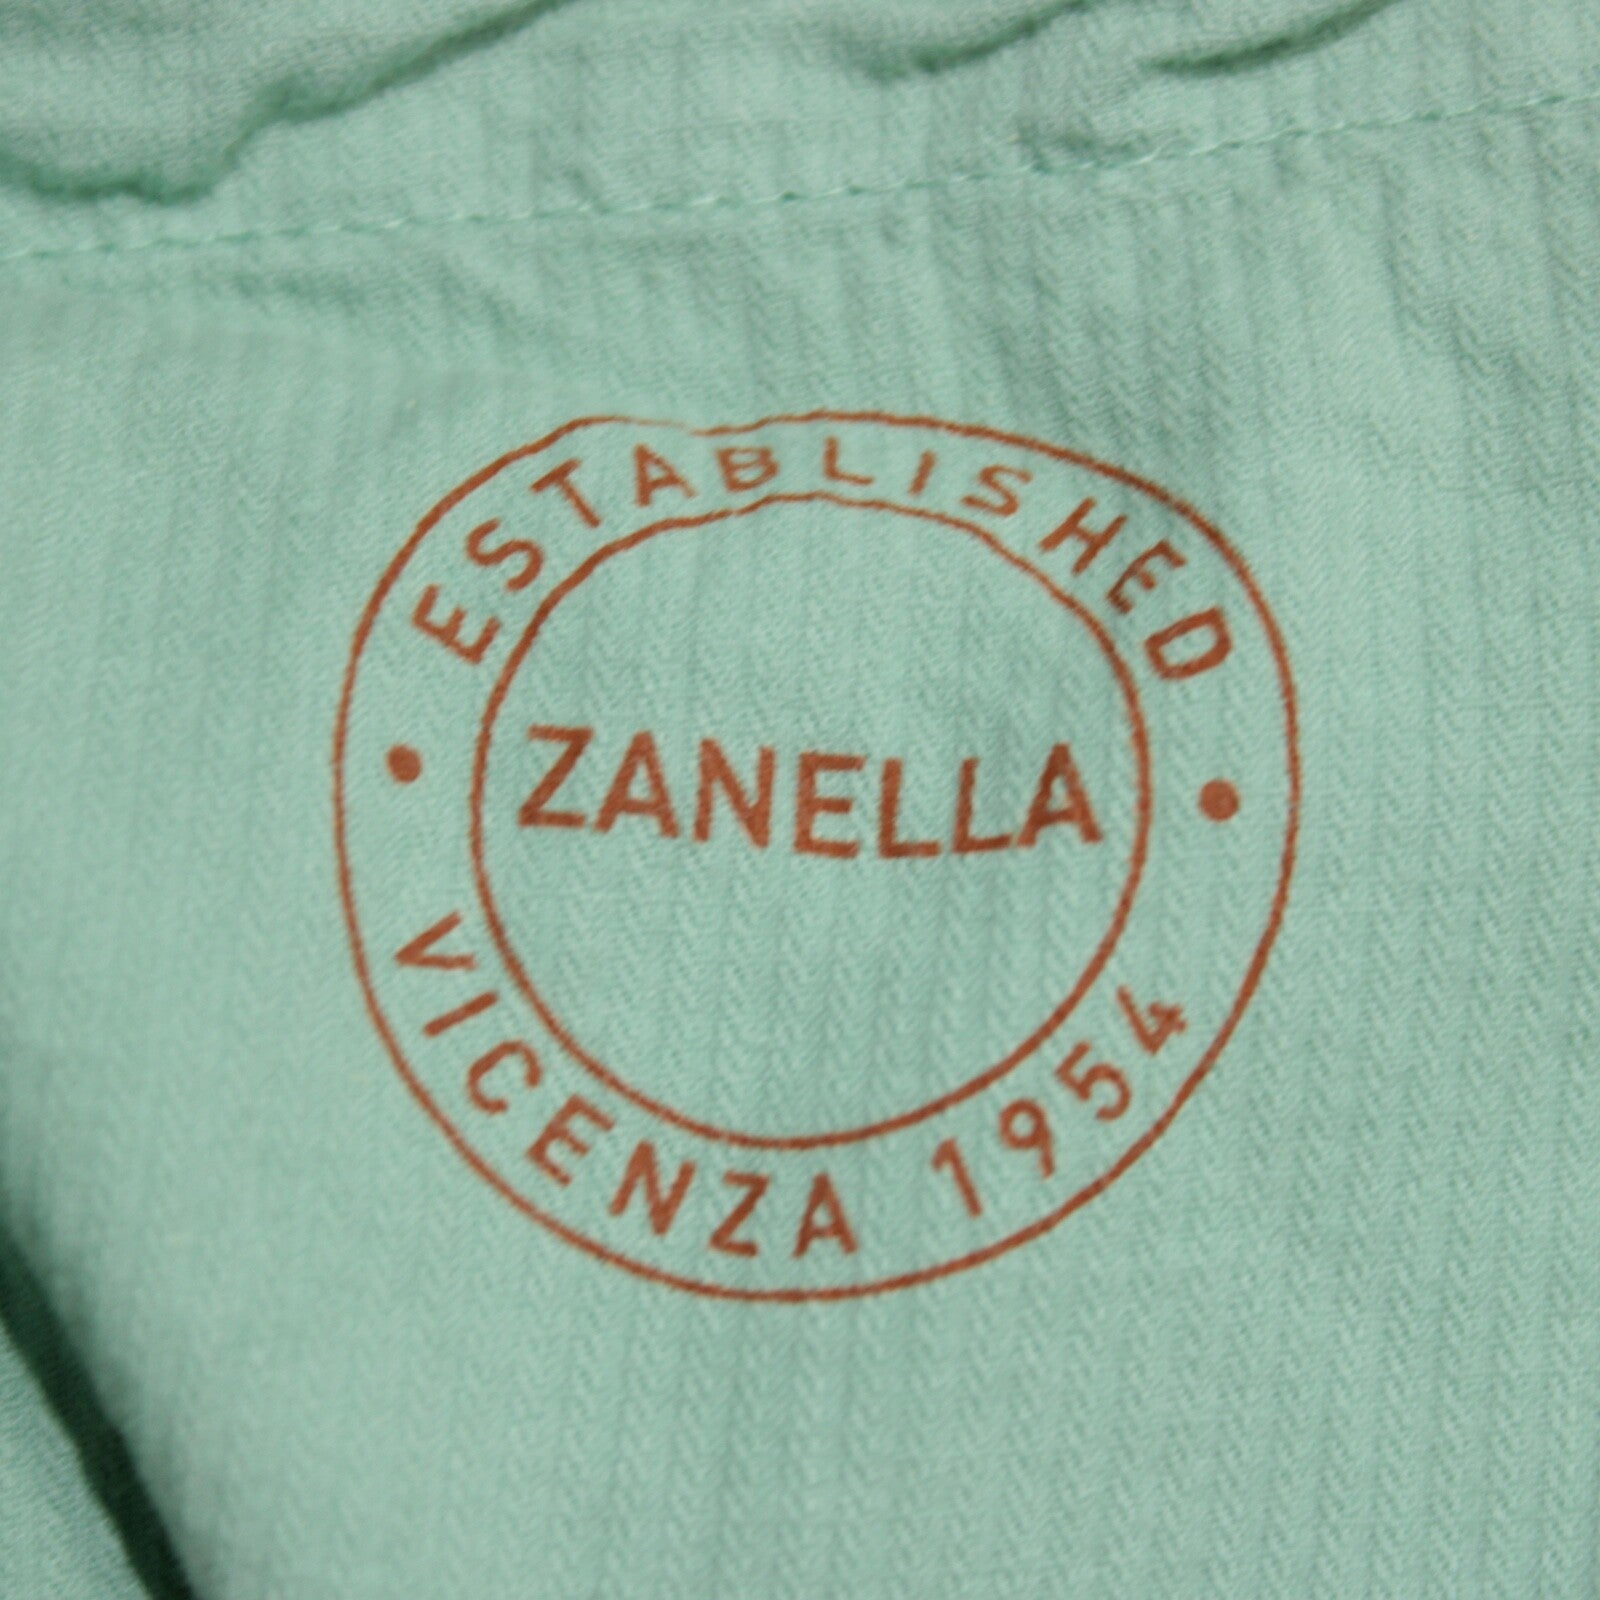 ESTABLISHED
ZANELLA
VICENZA 1954